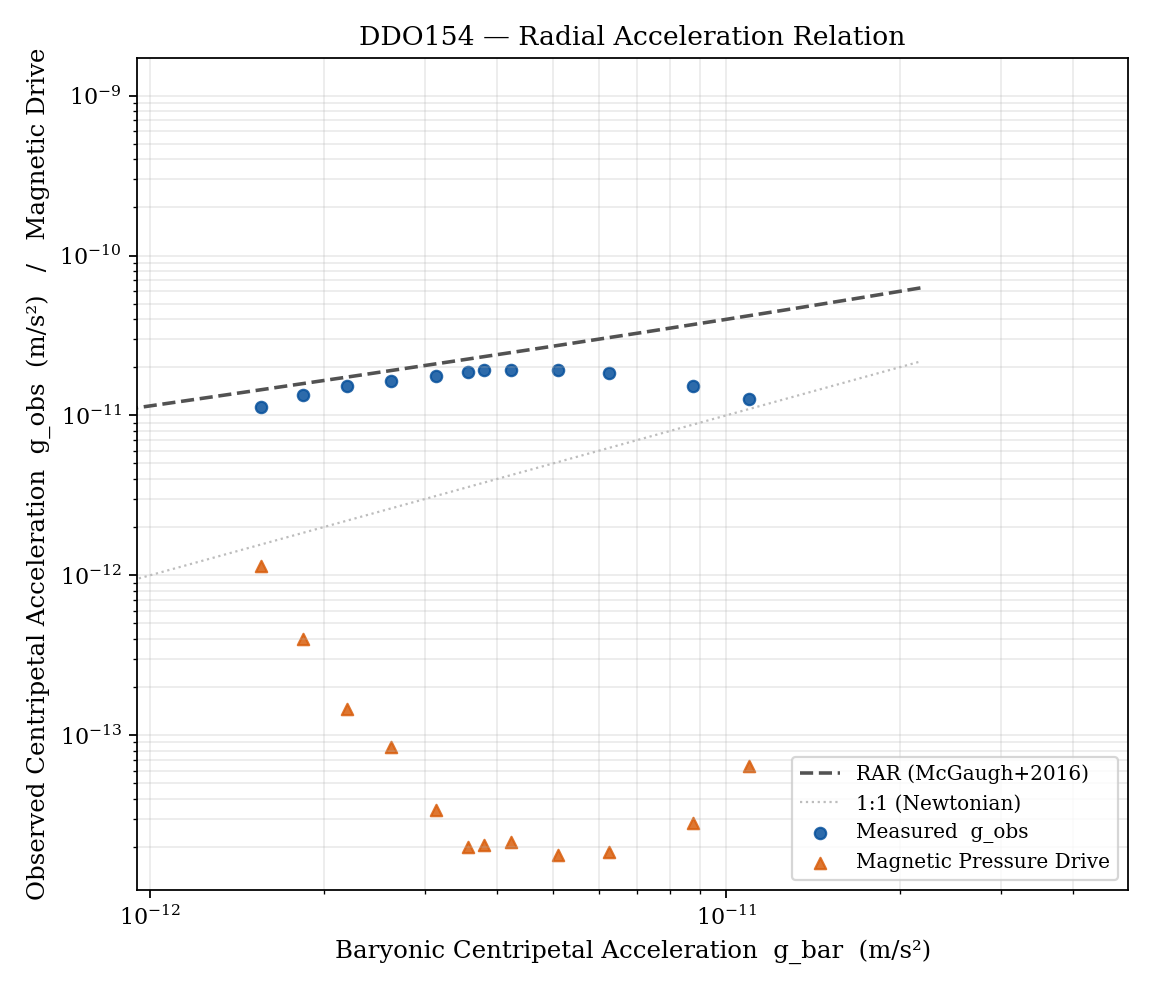 DDO154 — Radial Acceleration Relation
Observed Centripetal Acceleration  g_obs  (m/s²)   /   Magnetic Drive
10⁻⁹
10⁻¹⁰
10⁻¹¹
10⁻¹²
10⁻¹³
10⁻¹²
10⁻¹¹
Baryonic Centripetal Acceleration  g_bar  (m/s²)
RAR (McGaugh+2016)
1:1 (Newtonian)
Measured  g_obs
Magnetic Pressure Drive